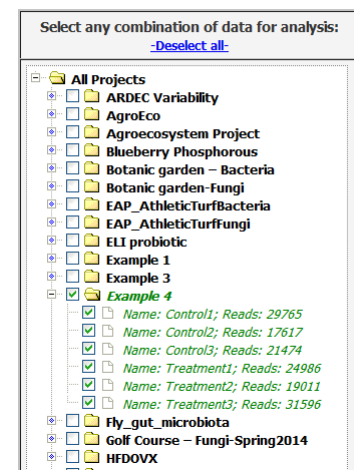 Select any combination of data for analysis:
-Deselect all-
All Projects
ARDEC Variability
AgroEco
Agroecosystem Project
Blueberry Phosphorous
Botanic garden – Bacteria
Botanic garden-Fungi
EAP_AthleticTurfBacteria
EAP_AthleticTurfFungi
ELI probiotic
Example 1
Example 3
Example 4
Name: Control1; Reads: 29765
Name: Control2; Reads: 17617
Name: Control3; Reads: 21474
Name: Treatment1; Reads: 24986
Name: Treatment2; Reads: 19011
Name: Treatment3; Reads: 31596
Fly_gut_microbiota
Golf Course – Fungi-Spring2014
HFDOVX